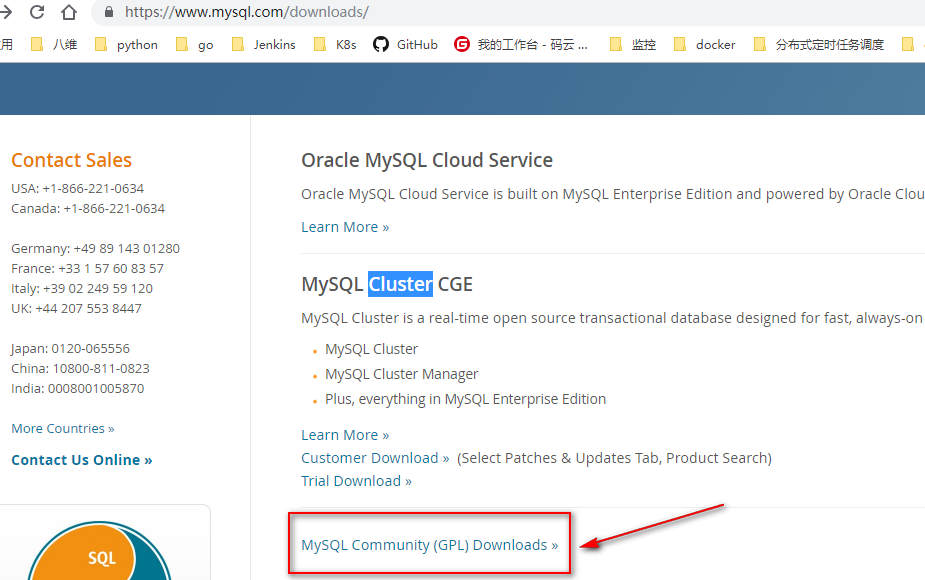 https://www.mysql.com/downloads/
用 八维 python go Jenkins K8s GitHub 我的工作台 - 码云 ... 监控 docker 分布式定时任务调度
Contact Sales
USA: +1-866-221-0634
Canada: +1-866-221-0634
Germany: +49 89 143 01280
France: +33 1 57 60 83 57
Italy: +39 02 249 59 120
UK: +44 207 553 8447
Japan: 0120-065556
China: 10800-811-0823
India: 0008001005870
More Countries »
Contact Us Online »
SQL
Oracle MySQL Cloud Service
Oracle MySQL Cloud Service is built on MySQL Enterprise Edition and powered by Oracle Clou
Learn More »
MySQL Cluster CGE
MySQL Cluster is a real-time open source transactional database designed for fast, always-on
MySQL Cluster
MySQL Cluster Manager
Plus, everything in MySQL Enterprise Edition
Learn More »
Customer Download » (Select Patches & Updates Tab, Product Search)
Trial Download »
MySQL Community (GPL) Downloads »